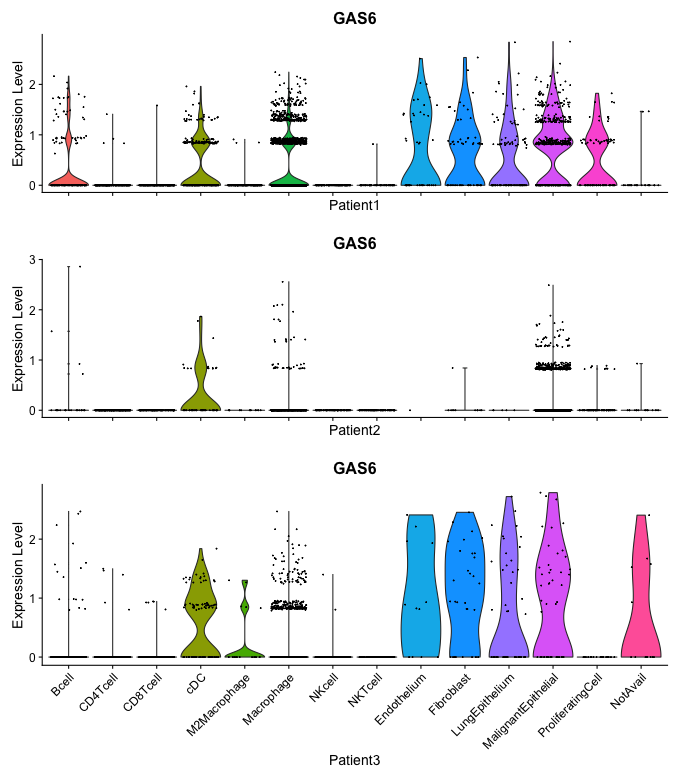 GAS6
Expression Level
2
1
0
Patient1
GAS6
Expression Level
3
2
1
0
Patient2
GAS6
Expression Level
2
1
0
Bcell
CD4Tcell
CD8Tcell
cDC
M2Macrophage
Macrophage
NKcell
NKTcell
Endothelium
Fibroblast
LungEpithelium
MalignantEpithelial
ProliferatingCell
NotAvail
Patient3